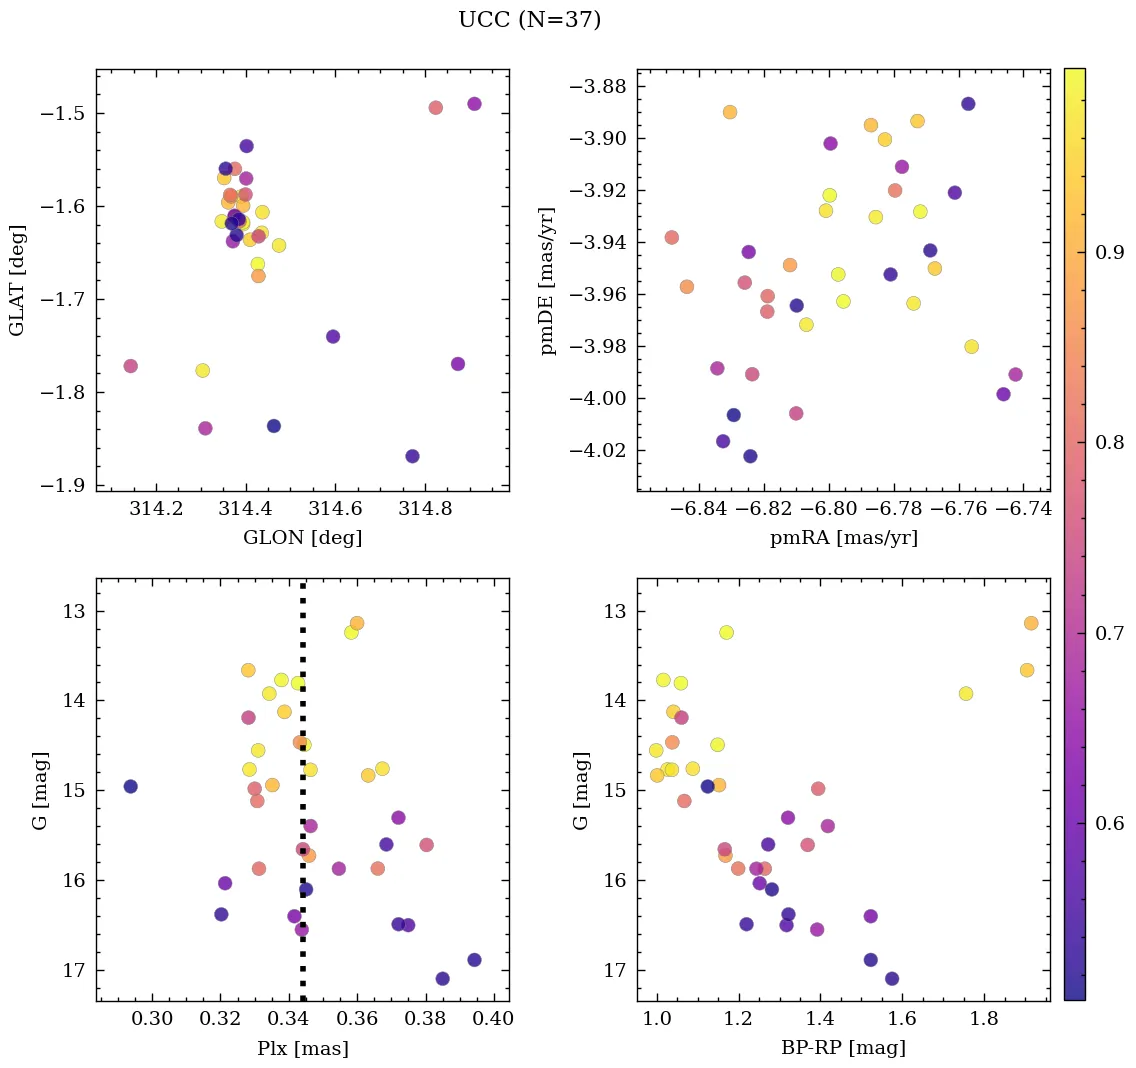 UCC (N=37)
−1.5
−1.6
−1.7
−1.8
−1.9
GLAT [deg]
314.2 314.4 314.6 314.8
GLON [deg]
−3.88
−3.90
−3.92
−3.94
−3.96
−3.98
−4.00
−4.02
pmDE [mas/yr]
−6.84 −6.82 −6.80 −6.78 −6.76 −6.74
pmRA [mas/yr]
13
14
15
16
17
G [mag]
0.30 0.32 0.34 0.36 0.38 0.40
Plx [mas]
13
14
15
16
17
G [mag]
1.0 1.2 1.4 1.6 1.8
BP-RP [mag]
0.9
0.8
0.7
0.6